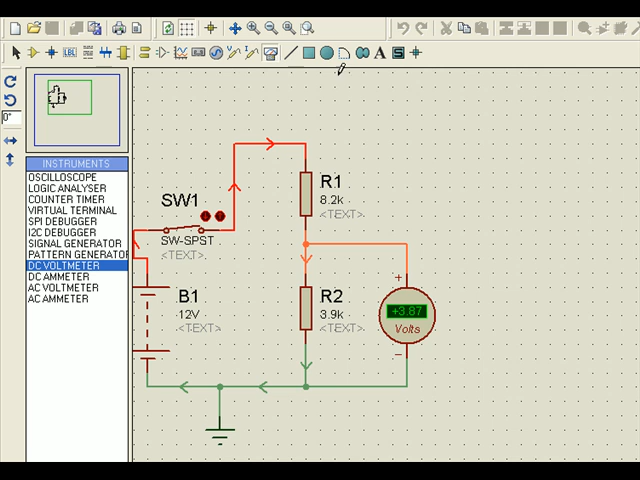 LBL
A
S
0°
INSTRUMENTS
OSCILLOSCOPE
LOGIC ANALYSER
COUNTER TIMER
VIRTUAL TERMINAL
SPI DEBUGGER
I2C DEBUGGER
SIGNAL GENERATOR
PATTERN GENERATOR
DC VOLTMETER
DC AMMETER
AC VOLTMETER
AC AMMETER
SW1
SW-SPST
<TEXT>
R1
8.2k
<TEXT>
B1
12V
<TEXT>
R2
3.9k
<TEXT>
+
+3.87
Volts
−